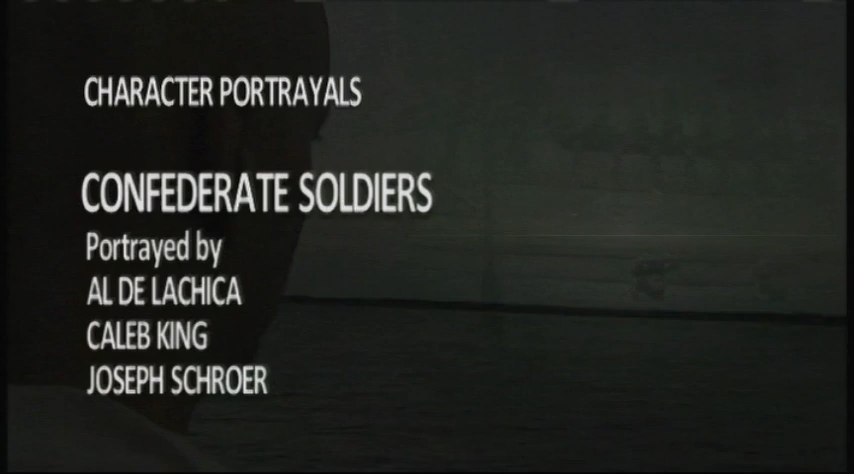 CHARACTER PORTRAYALS
CONFEDERATE SOLDIERS
Portrayed by
AL DE LACHICA
CALEB KING
JOSEPH SCHROER